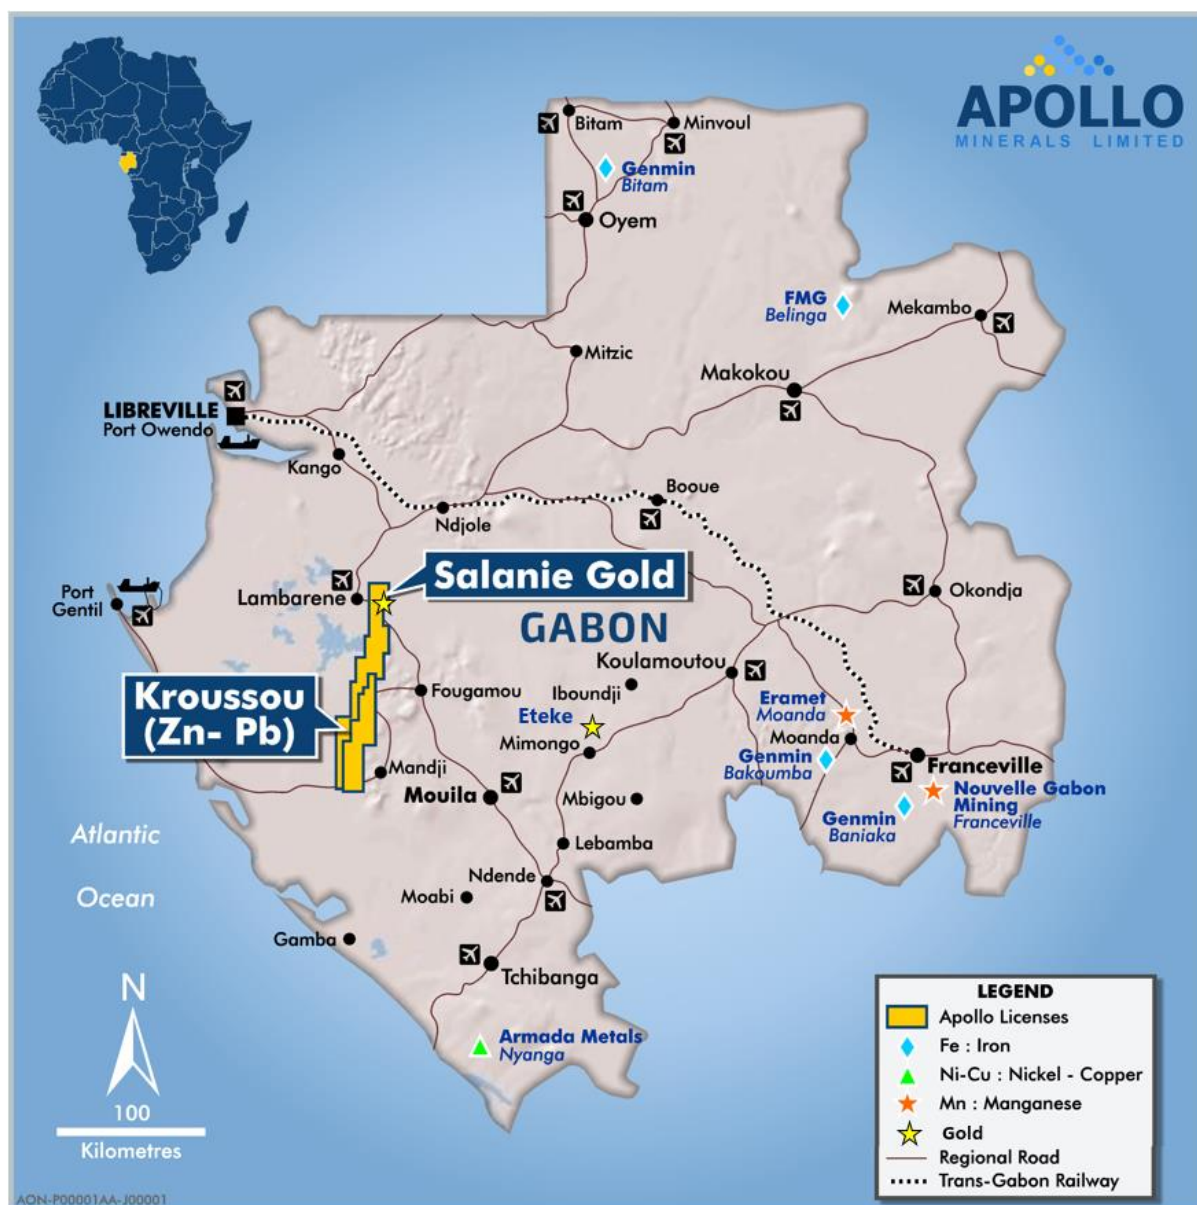 APOLLO
MINERALS LIMITED
Bitam
Minvoul
Genmin
Bitam
Oyem
FMG
Belinga
Mekambo
Mitzic
Makokou
LIBREVILLE
Port Owendo
Kango
Booue
Ndjole
Salanie Gold
Port
Gentil
Lambarene
Okondja
GABON
Koulamoutou
Kroussou
(Zn- Pb)
Fougamou
Iboundji
Eteke
Eramet
Moanda
Mimongo
Moanda
Genmin
Bakoumba
Franceville
Mandji
Mouila
Mbigou
Nouvelle Gabon
Mining
Franceville
Genmin
Baniaka
Atlantic
Ocean
Lebamba
Ndende
Moabi
Gamba
Tchibanga
N
100
Kilometres
Armada Metals
Nyanga
LEGEND
Apollo Licenses
Fe : Iron
Ni-Cu : Nickel - Copper
Mn : Manganese
Gold
Regional Road
Trans-Gabon Railway
AON-P00001AA-J00001